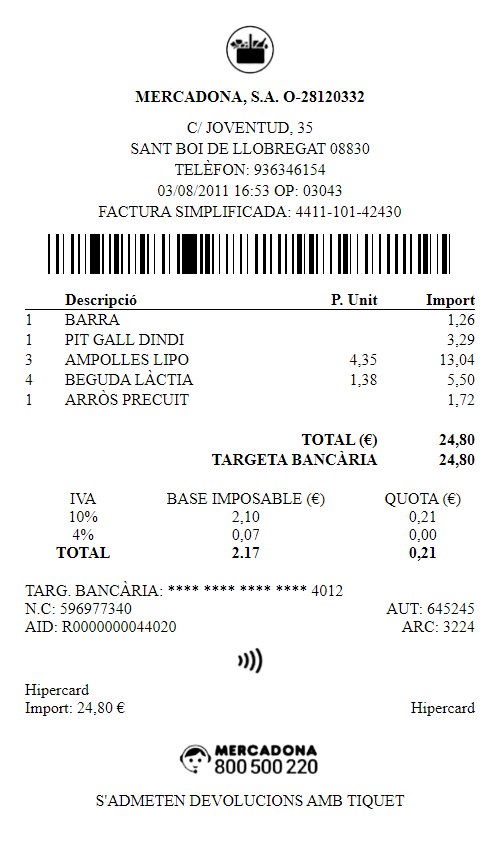 MERCADONA, S.A. O-28120332
C/ JOVENTUD, 35
SANT BOI DE LLOBREGAT 08830
TELÈFON: 936346154
03/08/2011 16:53 OP: 03043
FACTURA SIMPLIFICADA: 4411-101-42430
Descripció P. Unit Import
1 BARRA 1,26
1 PIT GALL DINDI 3,29
3 AMPOLLES LIPO 4,35 13,04
4 BEGUDA LÀCTIA 1,38 5,50
1 ARRÒS PRECUIT 1,72
TOTAL (€) 24,80
TARGETA BANCÀRIA 24,80
IVA BASE IMPOSABLE (€) QUOTA (€)
10% 2,10 0,21
4% 0,07 0,00
TOTAL 2.17 0,21
TARG. BANCÀRIA: **** **** **** **** 4012
N.C: 596977340 AUT: 645245
AID: R0000000044020 ARC: 3224
Hipercard
Import: 24,80 € Hipercard
MERCADONA
800 500 220
S'ADMETEN DEVOLUCIONS AMB TIQUET